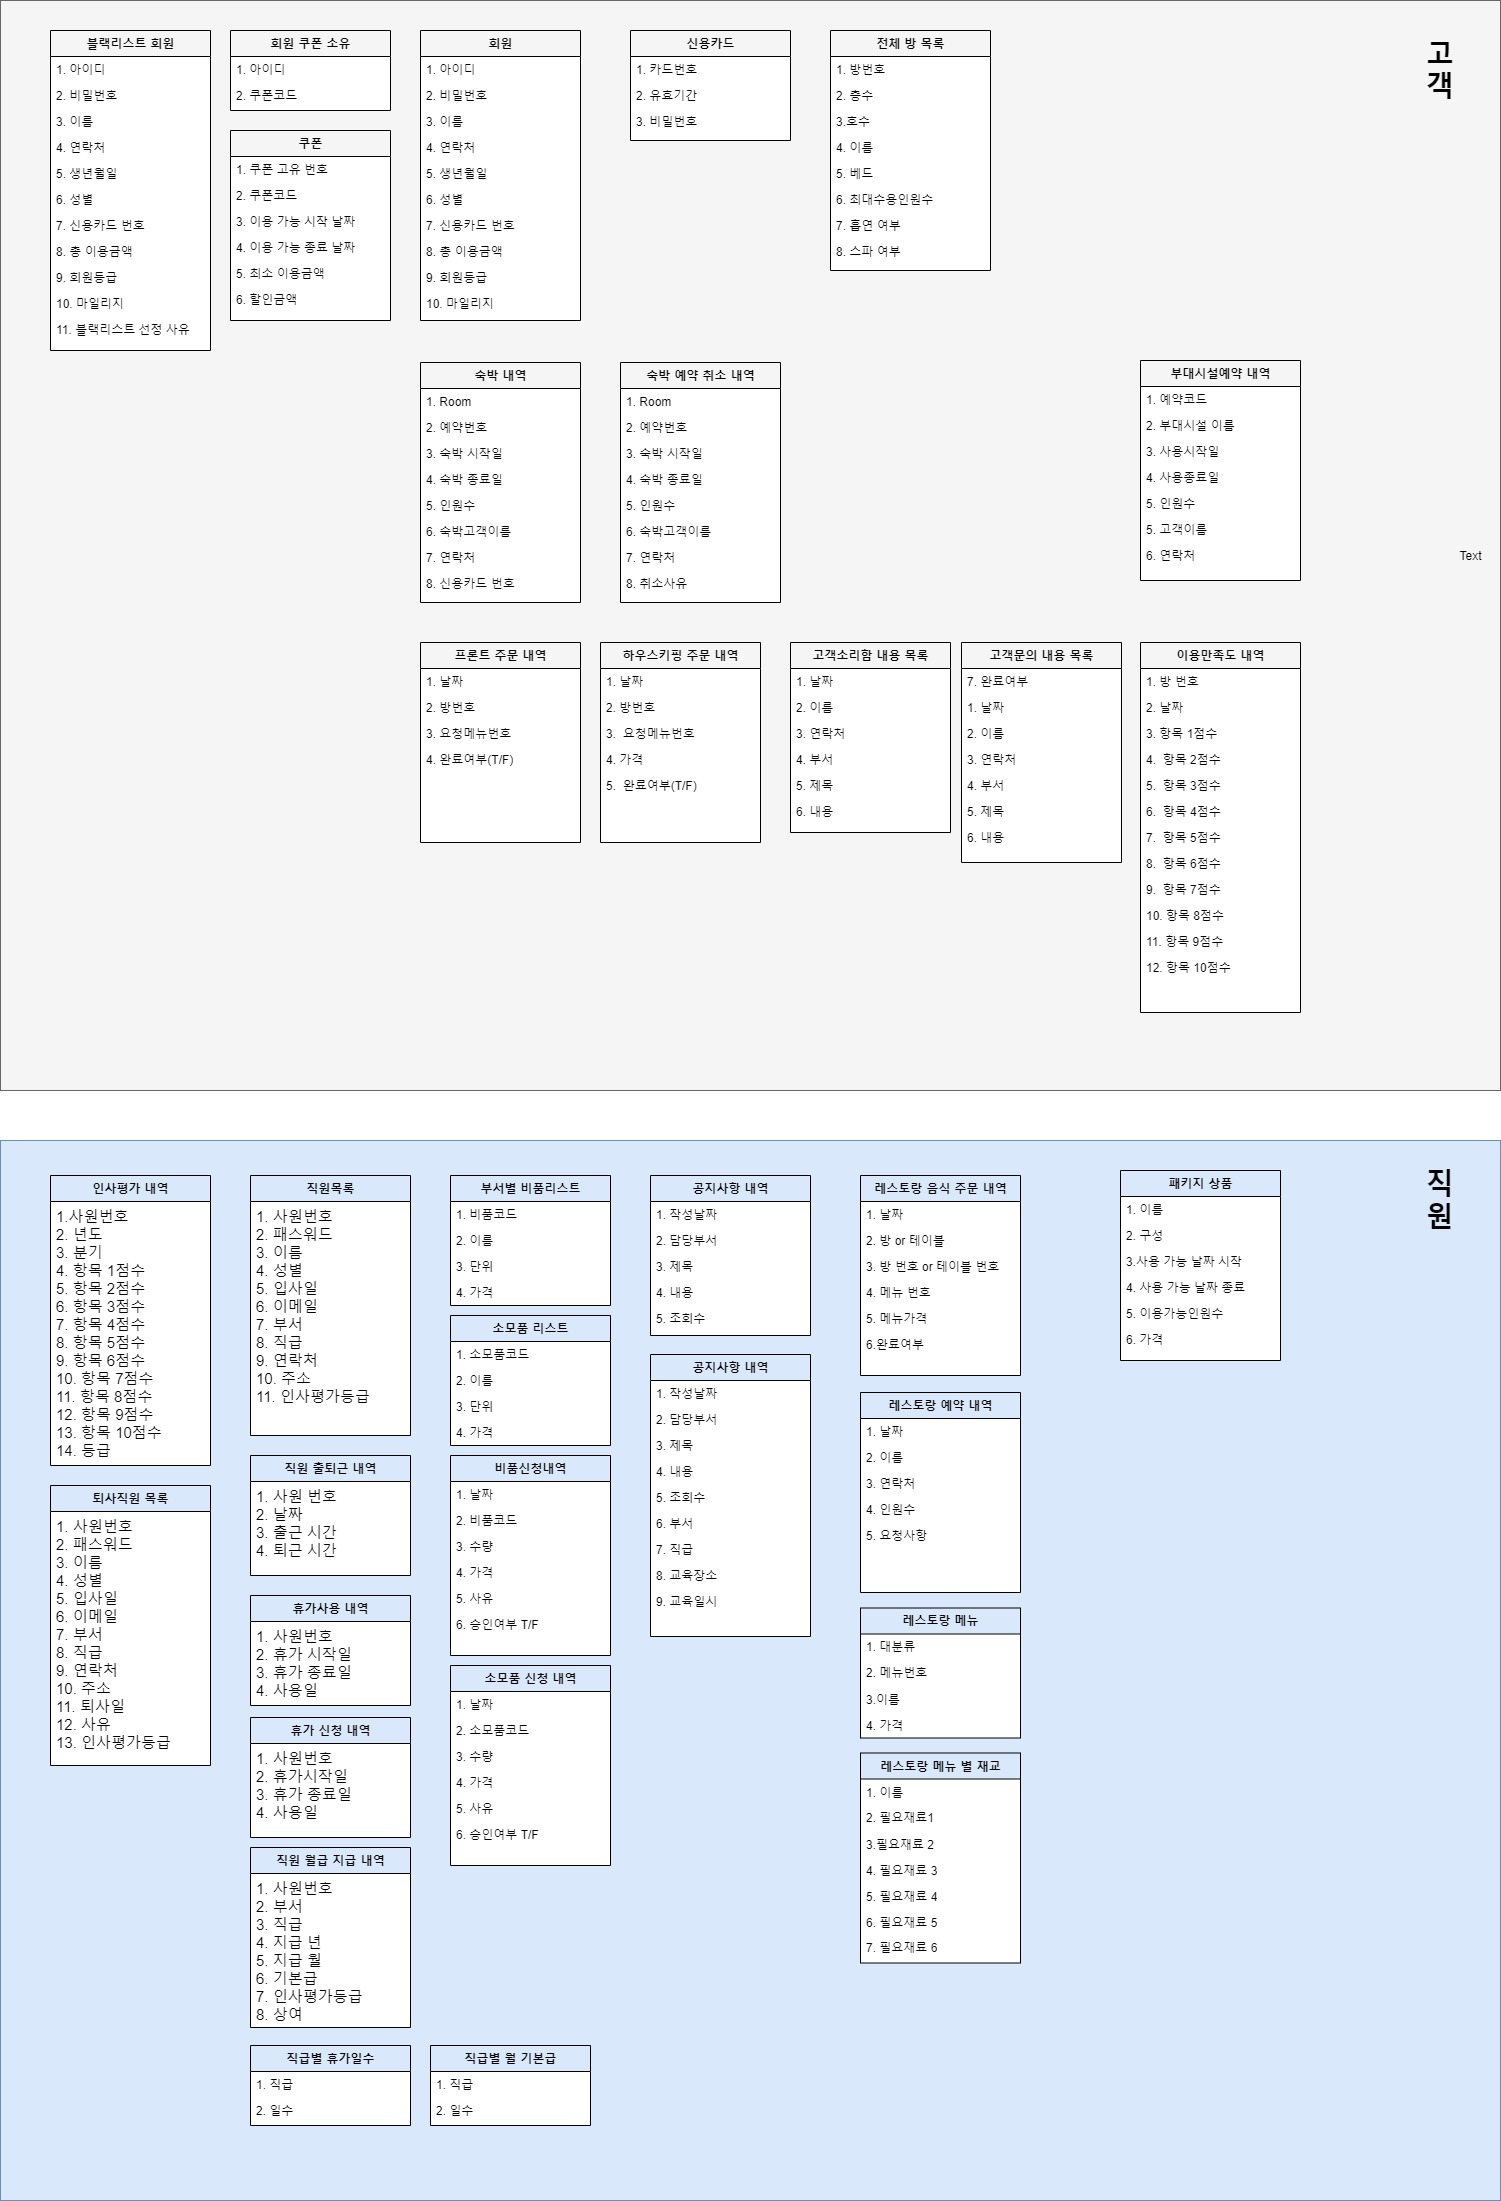 고
객
블랙리스트 회원
1. 아이디
2. 비밀번호
3. 이름
4. 연락처
5. 생년월일
6. 성별
7. 신용카드 번호
8. 총 이용금액
9. 회원등급
10. 마일리지
11. 블랙리스트 선정 사유
회원 쿠폰 소유
1. 아이디
2. 쿠폰코드
쿠폰
1. 쿠폰 고유 번호
2. 쿠폰코드
3. 이용 가능 시작 날짜
4. 이용 가능 종료 날짜
5. 최소 이용금액
6. 할인금액
회원
1. 아이디
2. 비밀번호
3. 이름
4. 연락처
5. 생년월일
6. 성별
7. 신용카드 번호
8. 총 이용금액
9. 회원등급
10. 마일리지
신용카드
1. 카드번호
2. 유효기간
3. 비밀번호
전체 방 목록
1. 방번호
2. 층수
3.호수
4. 이름
5. 베드
6. 최대수용인원수
7. 흡연 여부
8. 스파 여부
숙박 내역
1. Room
2. 예약번호
3. 숙박 시작일
4. 숙박 종료일
5. 인원수
6. 숙박고객이름
7. 연락처
8. 신용카드 번호
숙박 예약 취소 내역
1. Room
2. 예약번호
3. 숙박 시작일
4. 숙박 종료일
5. 인원수
6. 숙박고객이름
7. 연락처
8. 취소사유
부대시설예약 내역
1. 예약코드
2. 부대시설 이름
3. 사용시작일
4. 사용종료일
5. 인원수
5. 고객이름
6. 연락처
Text
프론트 주문 내역
1. 날짜
2. 방번호
3. 요청메뉴번호
4. 완료여부(T/F)
하우스키핑 주문 내역
1. 날짜
2. 방번호
3. 요청메뉴번호
4. 가격
5. 완료여부(T/F)
고객소리함 내용 목록
1. 날짜
2. 이름
3. 연락처
4. 부서
5. 제목
6. 내용
고객문의 내용 목록
7. 완료여부
1. 날짜
2. 이름
3. 연락처
4. 부서
5. 제목
6. 내용
이용만족도 내역
1. 방 번호
2. 날짜
3. 항목 1점수
4. 항목 2점수
5. 항목 3점수
6. 항목 4점수
7. 항목 5점수
8. 항목 6점수
9. 항목 7점수
10. 항목 8점수
11. 항목 9점수
12. 항목 10점수
직
원
인사평가 내역
1.사원번호
2. 년도
3. 분기
4. 항목 1점수
5. 항목 2점수
6. 항목 3점수
7. 항목 4점수
8. 항목 5점수
9. 항목 6점수
10. 항목 7점수
11. 항목 8점수
12. 항목 9점수
13. 항목 10점수
14. 등급
퇴사직원 목록
1. 사원번호
2. 패스워드
3. 이름
4. 성별
5. 입사일
6. 이메일
7. 부서
8. 직급
9. 연락처
10. 주소
11. 퇴사일
12. 사유
13. 인사평가등급
직원목록
1. 사원번호
2. 패스워드
3. 이름
4. 성별
5. 입사일
6. 이메일
7. 부서
8. 직급
9. 연락처
10. 주소
11. 인사평가등급
직원 출퇴근 내역
1. 사원 번호
2. 날짜
3. 출근 시간
4. 퇴근 시간
휴가사용 내역
1. 사원번호
2. 휴가 시작일
3. 휴가 종료일
4. 사용일
휴가 신청 내역
1. 사원번호
2. 휴가시작일
3. 휴가 종료일
4. 사용일
직원 월급 지급 내역
1. 사원번호
2. 부서
3. 직급
4. 지급 년
5. 지급 월
6. 기본급
7. 인사평가등급
8. 상여
직급별 휴가일수
1. 직급
2. 일수
직급별 월 기본급
1. 직급
2. 일수
부서별 비품리스트
1. 비품코드
2. 이름
3. 단위
4. 가격
소모품 리스트
1. 소모품코드
2. 이름
3. 단위
4. 가격
비품신청내역
1. 날짜
2. 비품코드
3. 수량
4. 가격
5. 사유
6. 승인여부 T/F
소모품 신청 내역
1. 날짜
2. 소모품코드
3. 수량
4. 가격
5. 사유
6. 승인여부 T/F
공지사항 내역
1. 작성날짜
2. 담당부서
3. 제목
4. 내용
5. 조회수
공지사항 내역
1. 작성날짜
2. 담당부서
3. 제목
4. 내용
5. 조회수
6. 부서
7. 직급
8. 교육장소
9. 교육일시
레스토랑 음식 주문 내역
1. 날짜
2. 방 or 테이블
3. 방 번호 or 테이블 번호
4. 메뉴 번호
5. 메뉴가격
6.완료여부
레스토랑 예약 내역
1. 날짜
2. 이름
3. 연락처
4. 인원수
5. 요청사항
레스토랑 메뉴
1. 대분류
2. 메뉴번호
3.이름
4. 가격
레스토랑 메뉴 별 재교
1. 이름
2. 필요재료1
3.필요재료 2
4. 필요재료 3
5. 필요재료 4
6. 필요재료 5
7. 필요재료 6
패키지 상품
1. 이름
2. 구성
3.사용 가능 날짜 시작
4. 사용 가능 날짜 종료
5. 이용가능인원수
6. 가격